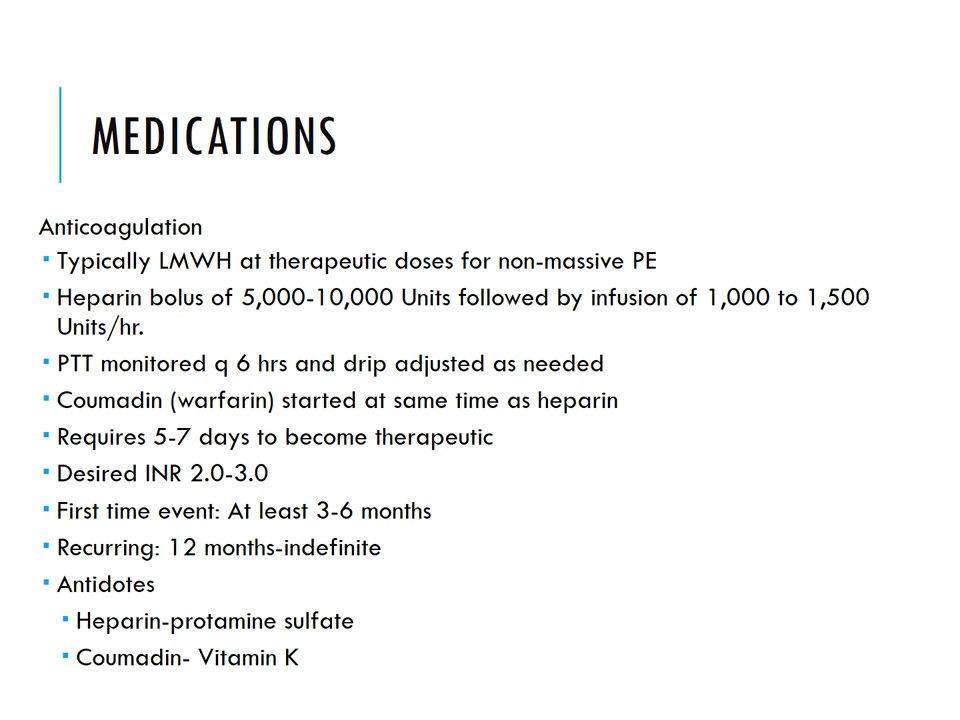 MEDICATIONS
Anticoagulation
▪ Typically LMWH at therapeutic doses for non-massive PE
▪ Heparin bolus of 5,000-10,000 Units followed by infusion of 1,000 to 1,500
Units/hr.
▪ PTT monitored q 6 hrs and drip adjusted as needed
▪ Coumadin (warfarin) started at same time as heparin
▪ Requires 5-7 days to become therapeutic
▪ Desired INR 2.0-3.0
▪ First time event: At least 3-6 months
▪ Recurring: 12 months-indefinite
▪ Antidotes
▪ Heparin-protamine sulfate
▪ Coumadin- Vitamin K